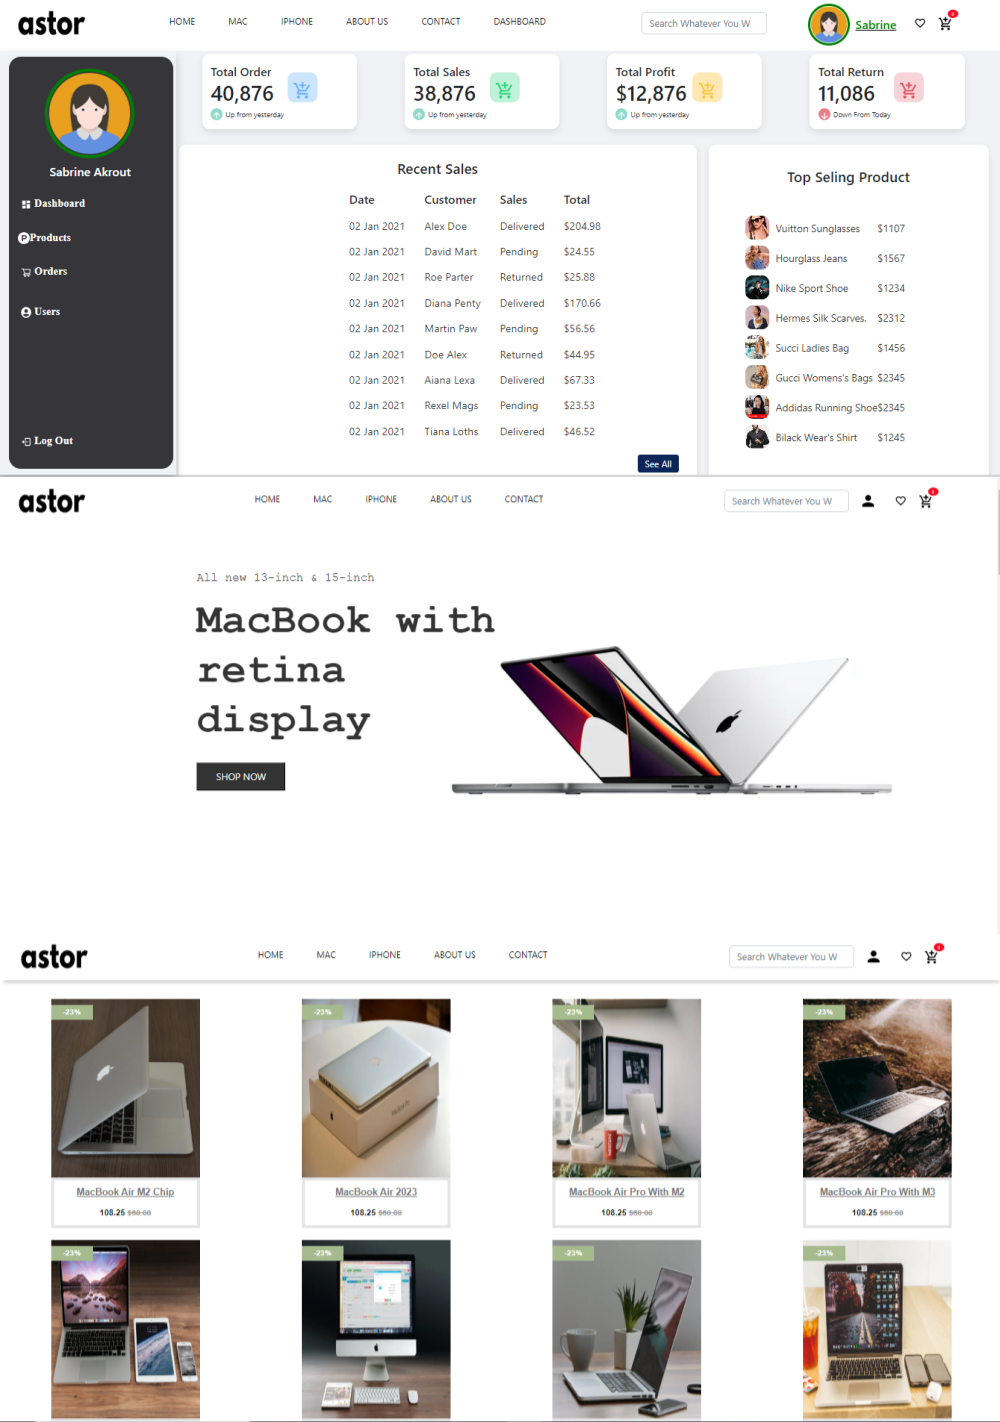 astor
HOME MAC IPHONE ABOUT US CONTACT DASHBOARD
Search Whatever You W
Sabrine
Sabrine Akrout
Dashboard
Products
Orders
Users
Log Out
Total Order
40,876
Up from yesterday
Total Sales
38,876
Up from yesterday
Total Profit
$12,876
Up from yesterday
Total Return
11,086
Down From Today
Recent Sales
Date Customer Sales Total
02 Jan 2021 Alex Doe Delivered $204.98
02 Jan 2021 David Mart Pending $24.55
02 Jan 2021 Roe Parter Returned $25.88
02 Jan 2021 Diana Penty Delivered $170.66
02 Jan 2021 Martin Paw Pending $56.56
02 Jan 2021 Doe Alex Returned $44.95
02 Jan 2021 Aiana Lexa Delivered $67.33
02 Jan 2021 Rexel Mags Pending $23.53
02 Jan 2021 Tiana Loths Delivered $46.52
See All
Top Seling Product
Vuitton Sunglasses $1107
Hourglass Jeans $1567
Nike Sport Shoe $1234
Hermes Silk Scarves. $2312
Succi Ladies Bag $1456
Gucci Womens's Bags $2345
Addidas Running Shoe$2345
Bilack Wear's Shirt $1245
astor
HOME MAC IPHONE ABOUT US CONTACT
Search Whatever You W
All new 13-inch & 15-inch
MacBook with
retina
display
SHOP NOW
astor
HOME MAC IPHONE ABOUT US CONTACT
Search Whatever You W
-23% -23% -23% -23%
MacBook Air M2 Chip
108.25 $60.00
MacBook Air 2023
108.25 $60.00
MacBook Air Pro With M2
108.25 $60.00
MacBook Air Pro With M3
108.25 $60.00
-23% -23% -23% -23%